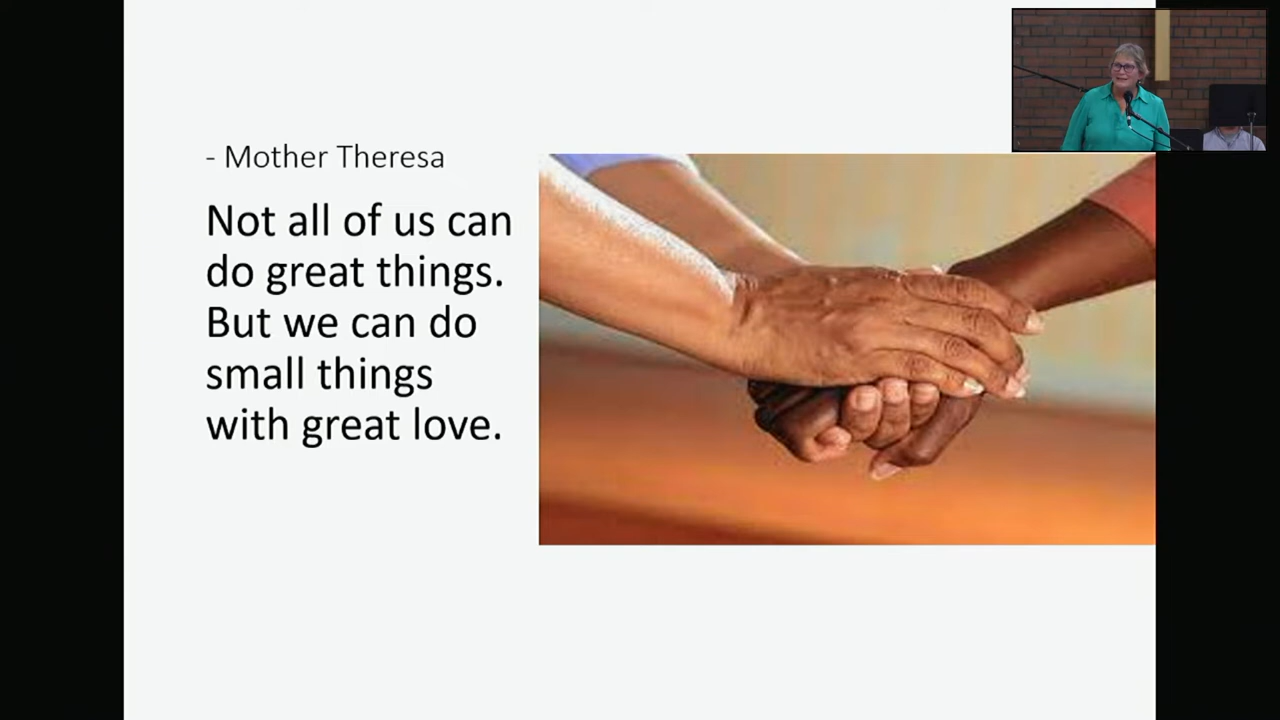 - Mother Theresa
Not all of us can
do great things.
But we can do
small things
with great love.